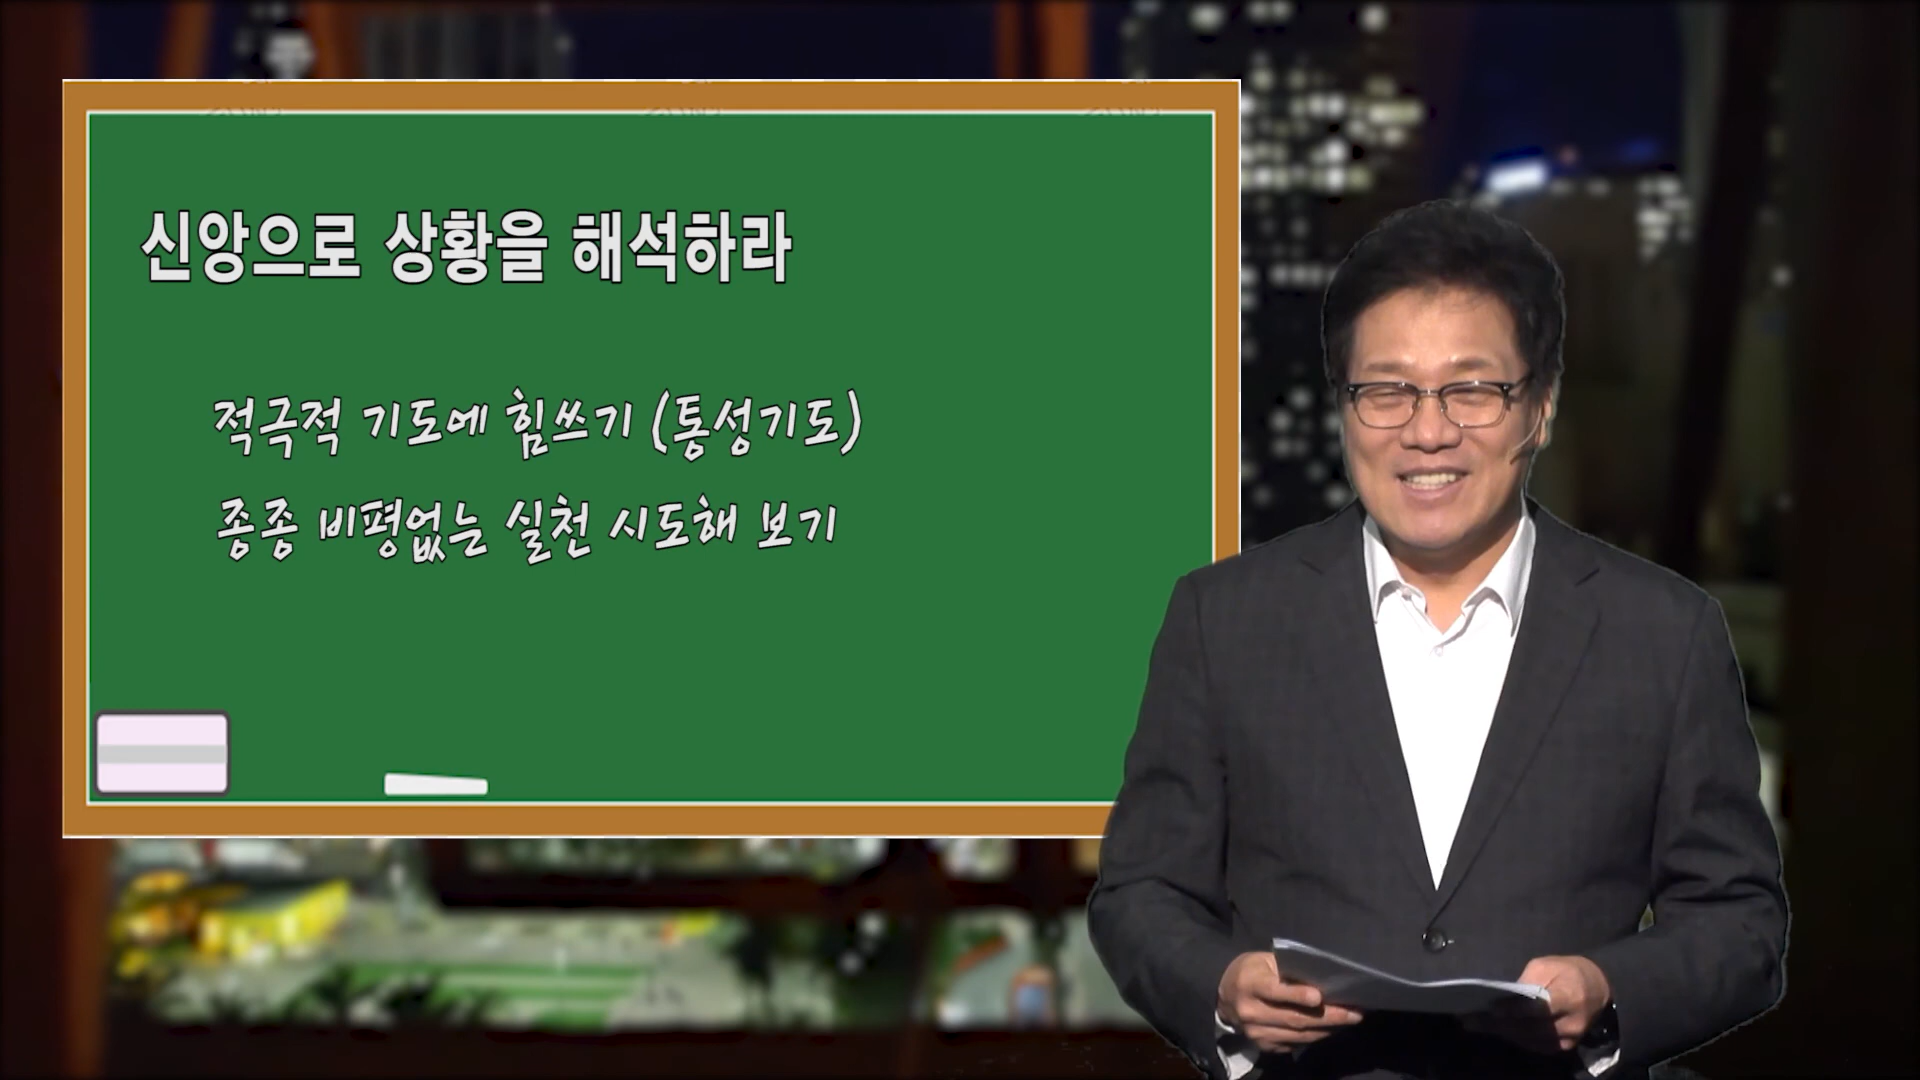 신앙으로 상황을 해석하라
적극적 기도에 힘쓰기 (통성기도)
종종 비평없는 실천 시도해 보기